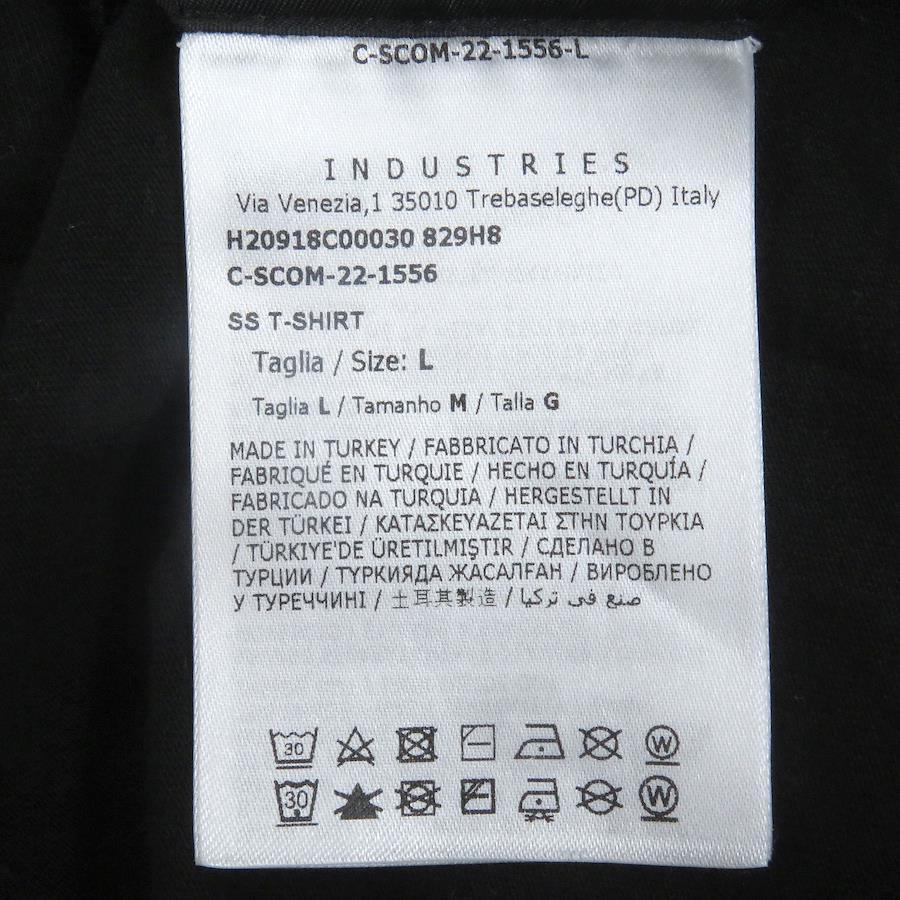 C-SCOM-22-1556-L
INDUSTRIES
Via Venezia,1 35010 Trebaseleghe(PD) Italy
H20918C00030 829H8
C-SCOM-22-1556
SS T-SHIRT
Taglia / Size: L
Taglia L / Tamanho M / Talla G
MADE IN TURKEY / FABBRICATO IN TURCHIA /
FABRIQUÉ EN TURQUIE / HECHO EN TURQUÍA /
FABRICADO NA TURQUIA / HERGESTELLT IN
DER TÜRKEI / ΚΑΤΑΣΚΕΥΑΖΕΤΑΙ ΣΤΗΝ ΤΟΥΡΚΙΑ
/ TÜRKIYE'DE ÜRETILMIŞTIR / СДЕЛАНО В
ТУРЦИИ / ТҮРКИЯДА ЖАСАЛҒАН / ВИРОБЛЕНО
У ТУРЕЧЧИНІ / 土耳其製造 / صنع في تركيا
30 W
30 W